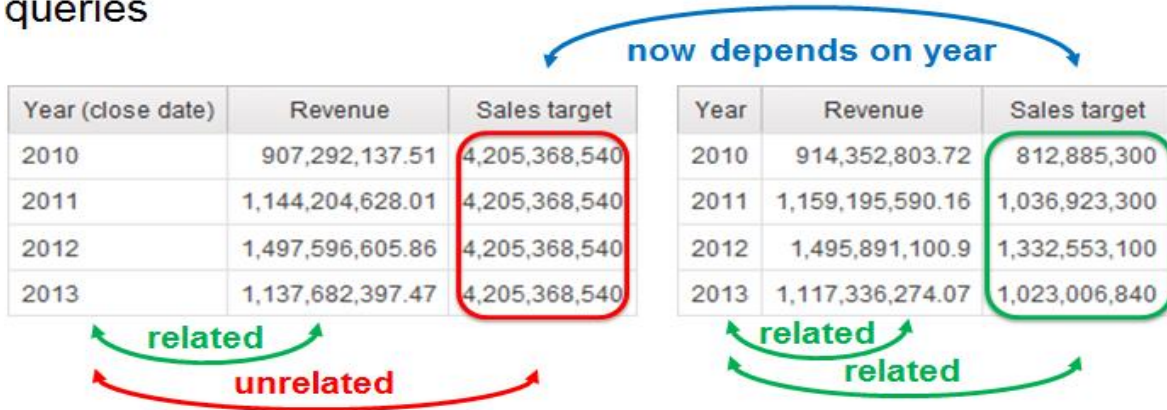 queries
now depends on year
Year (close date) Revenue Sales target
2010 907,292,137.51 4,205,368,540
2011 1,144,204,628.01 4,205,368,540
2012 1,497,596,605.86 4,205,368,540
2013 1,137,682,397.47 4,205,368,540
related
unrelated
Year Revenue Sales target
2010 914,352,803.72 812,885,300
2011 1,159,195,590.16 1,036,923,300
2012 1,495,891,100.9 1,332,553,100
2013 1,117,336,274.07 1,023,006,840
related
related